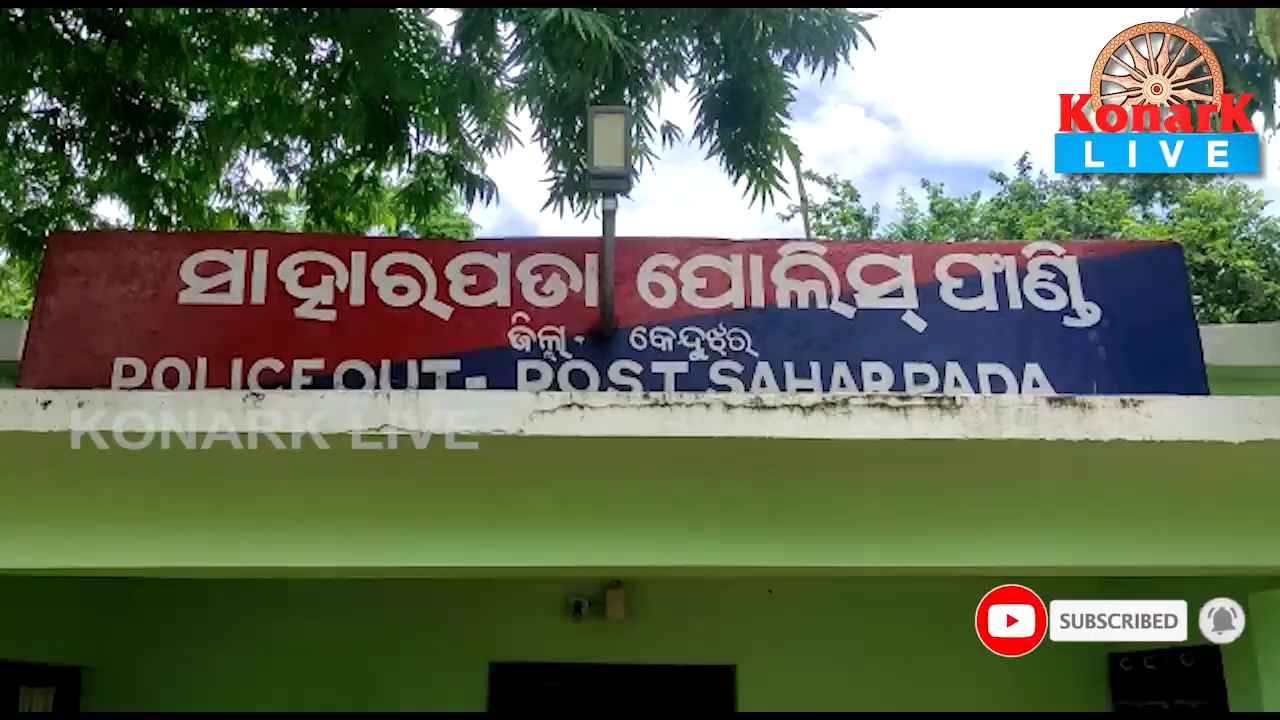 KonarK
LIVE
ସାହାରପଡା ପୋଲିସ୍ ଫାଣ୍ଡି
ଜିଲ୍ଲା- କେନ୍ଦୁଝର
POLICE OUT- POST SAHARPADA
KONARK LIVE
SUBSCRIBED